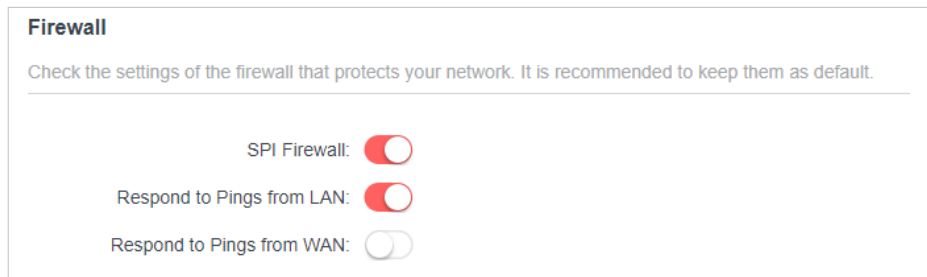 Firewall
Check the settings of the firewall that protects your network. It is recommended to keep them as default.
SPI Firewall:
Respond to Pings from LAN:
Respond to Pings from WAN: